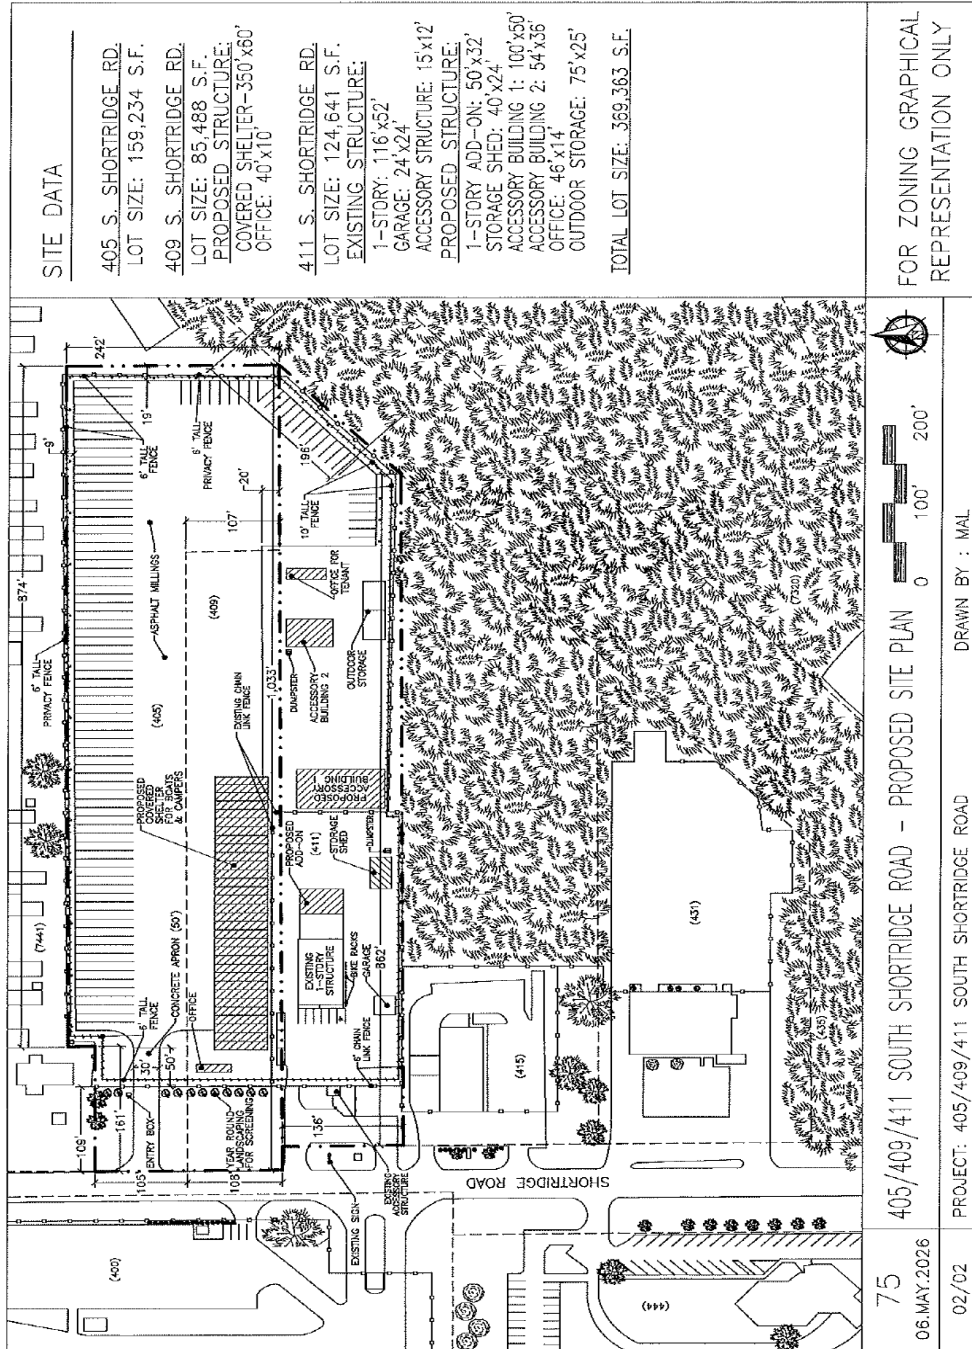 SITE DATA
405 S. SHORTRIDGE RD.
LOT SIZE: 159,234 S.F.
409 S. SHORTRIDGE RD.
LOT SIZE: 85,488 S.F.
PROPOSED STRUCTURE:
COVERED SHELTER-350'x60'
OFFICE: 40'x10'
411 S. SHORTRIDGE RD.
LOT SIZE: 124,641 S.F.
EXISTING STRUCTURE:
1-STORY: 116'x52'
GARAGE: 24'x24'
ACCESSORY STRUCTURE: 15'x12'
PROPOSED STRUCTURE:
1-STORY ADD-ON: 50'x32'
STORAGE SHED: 40'x24'
ACCESSORY BUILDING 1: 100'x50'
ACCESSORY BUILDING 2: 54'x36'
OFFICE: 46'x14'
OUTDOOR STORAGE: 75'x25'
TOTAL LOT SIZE: 369,363 S.F.
FOR ZONING GRAPHICAL
REPRESENTATION ONLY
874'
9'
242'
19'
6' TALL
PRIVACY FENCE
6' TALL
FENCE
6' TALL
PRIVACY FENCE
ASPHALT MILLINGS
(405)
(7441)
107'
20'
196'
(409)
10' TALL
FENCE
PROPOSED
COVERED
SHELTER
FOR BOATS
& CAMPERS
EXISTING CHAIN
LINK FENCE
1,033'
DUMPSTER
ACCESSORY
BUILDING 2
OFFICE FOR
TENANT
OUTDOOR
STORAGE
PROPOSED
ACCESSORY
BUILDING 1
PROPOSED
ADD-ON
(411)
STORAGE
SHED
DUMPSTER
EXISTING
1-STORY
STRUCTURE
BIKE RACKS
GARAGE
862'
6' CHAIN
LINK FENCE
6' TALL
FENCE
CONCRETE APRON (50')
OFFICE
30'
50'
109'
161'
ENTRY BOX
YEAR ROUND
LANDSCAPING
FOR SCREENING
105'
108'
136'
EXISTING SIGN
EXISTING
ACCESSORY
STRUCTURE
SHORTRIDGE ROAD
(400)
(415)
(431)
(435)
(444)
(7320)
0
100'
200'
75
06.MAY.2026
02/02
405/409/411 SOUTH SHORTRIDGE ROAD - PROPOSED SITE PLAN
PROJECT: 405/409/411 SOUTH SHORTRIDGE ROAD
DRAWN BY : MAL